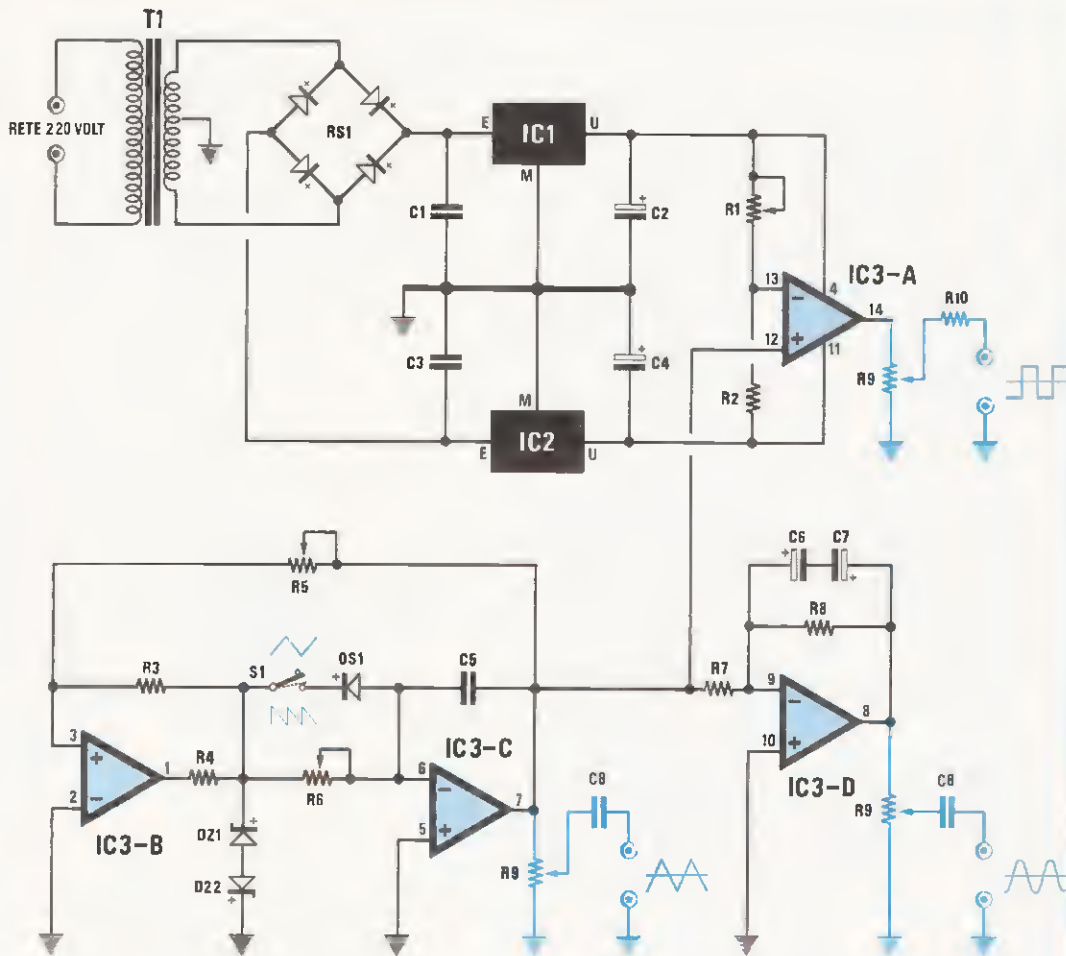 T1
RETE 220 VOLT
RS1
E IC1 U
M
C1
C2
R1
C3
C4
M
E IC2 U
R2
IC3-A
13
-
4
12
+
14
11
R9
R10
R5
R3
S1
DS1
C5
3
+
2
-
1
R4
IC3-B
R6
DZ1
DZ2
IC3-C
6
-
5
+
7
R9
C8
C6 C7
R8
R7
9
-
10
+
8
IC3-D
R9
C8